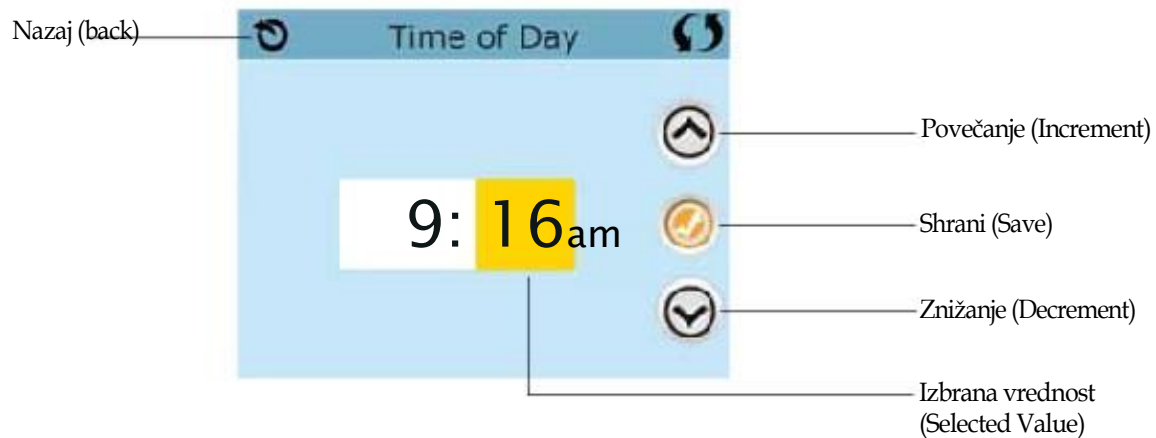 Nazaj (back)
Time of Day
Povečanje (Increment)
9: 16am
Shrani (Save)
Znižanje (Decrement)
Izbrana vrednost
(Selected Value)